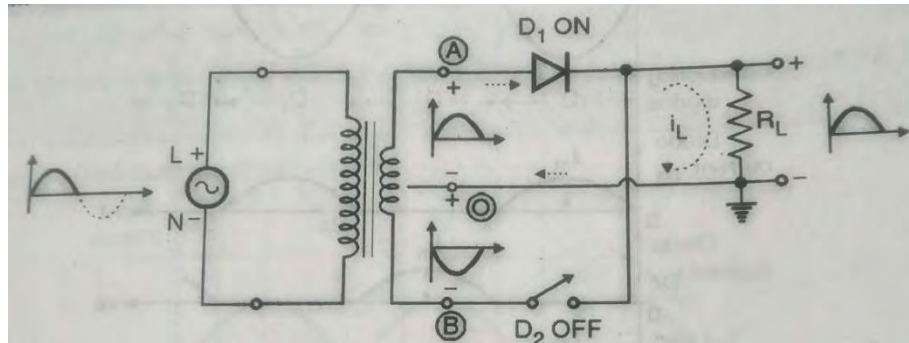 A
D₁ ON
+
+
L +
iL
RL
-
-
+
O
N-
-
B
D₂ OFF